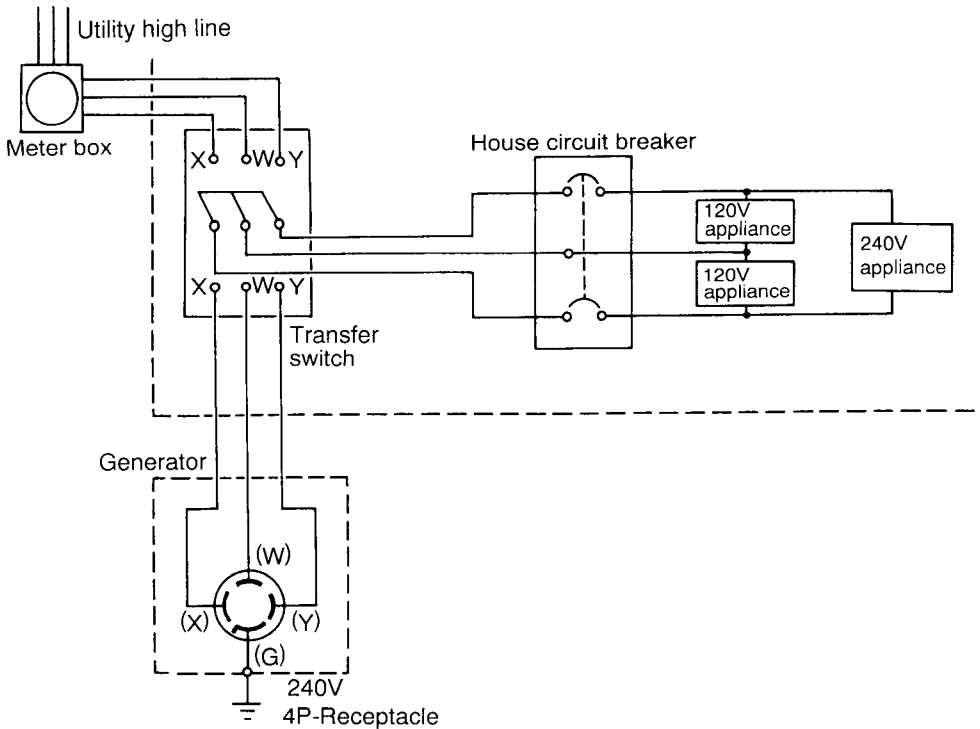 Utility high line
Meter box
X W Y
House circuit breaker
120V
appliance
240V
appliance
120V
appliance
X W Y
Transfer
switch
Generator
(W)
(X) (Y)
(G)
240V
4P-Receptacle